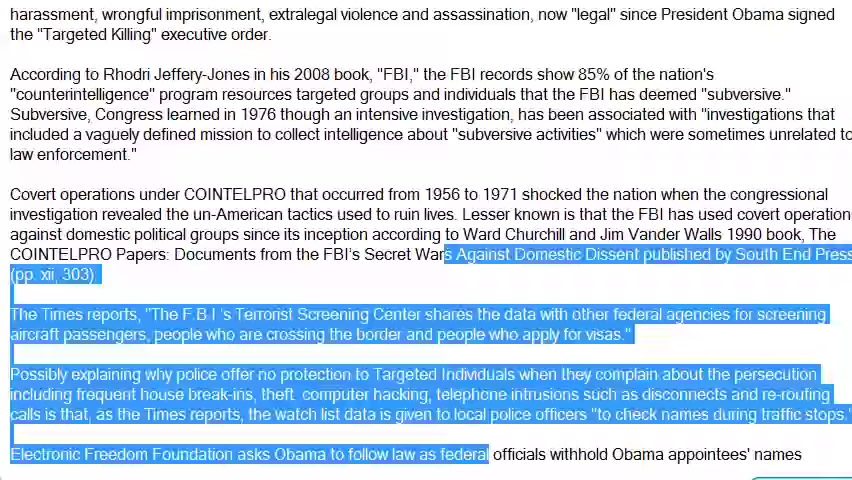 harassment, wrongful imprisonment, extralegal violence and assassination, now "legal" since President Obama signed
the "Targeted Killing" executive order.
According to Rhodri Jeffery-Jones in his 2008 book, "FBI," the FBI records show 85% of the nation's
"counterintelligence" program resources targeted groups and individuals that the FBI has deemed "subversive."
Subversive, Congress learned in 1976 though an intensive investigation, has been associated with "investigations that
included a vaguely defined mission to collect intelligence about "subversive activities" which were sometimes unrelated to
law enforcement."
Covert operations under COINTELPRO that occurred from 1956 to 1971 shocked the nation when the congressional
investigation revealed the un-American tactics used to ruin lives. Lesser known is that the FBI has used covert operation
against domestic political groups since its inception according to Ward Churchill and Jim Vander Walls 1990 book, The
COINTELPRO Papers: Documents from the FBI's Secret Wars Against Domestic Dissent published by South End Press
(pp. xii, 303).
The Times reports, "The F.B.I.'s Terrorist Screening Center shares the data with other federal agencies for screening
aircraft passengers, people who are crossing the border and people who apply for visas."
Possibly explaining why police offer no protection to Targeted Individuals when they complain about the persecution
including frequent house break-ins, theft, computer hacking, telephone intrusions such as disconnects and re-routing
calls is that, as the Times reports, the watch list data is given to local police officers "to check names during traffic stops."
Electronic Freedom Foundation asks Obama to follow law as federal officials withhold Obama appointees' names